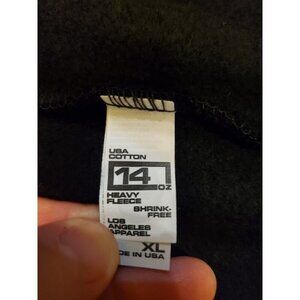 USA
COTTON
14 OZ
HEAVY
FLEECE
SHRINK-
FREE
LOS
ANGELES
APPAREL
XL
DE IN USA